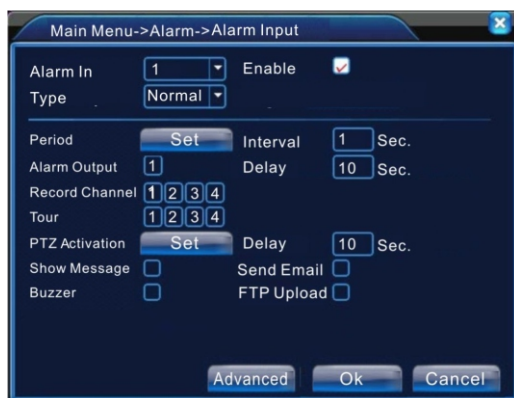 Main Menu->Alarm->Alarm Input
Alarm In 1 Enable
Type Normal
Period Set Interval 1 Sec.
Alarm Output 1 Delay 10 Sec.
Record Channel 1 2 3 4
Tour 1 2 3 4
PTZ Activation Set Delay 10 Sec.
Show Message Send Email
Buzzer FTP Upload
Advanced Ok Cancel